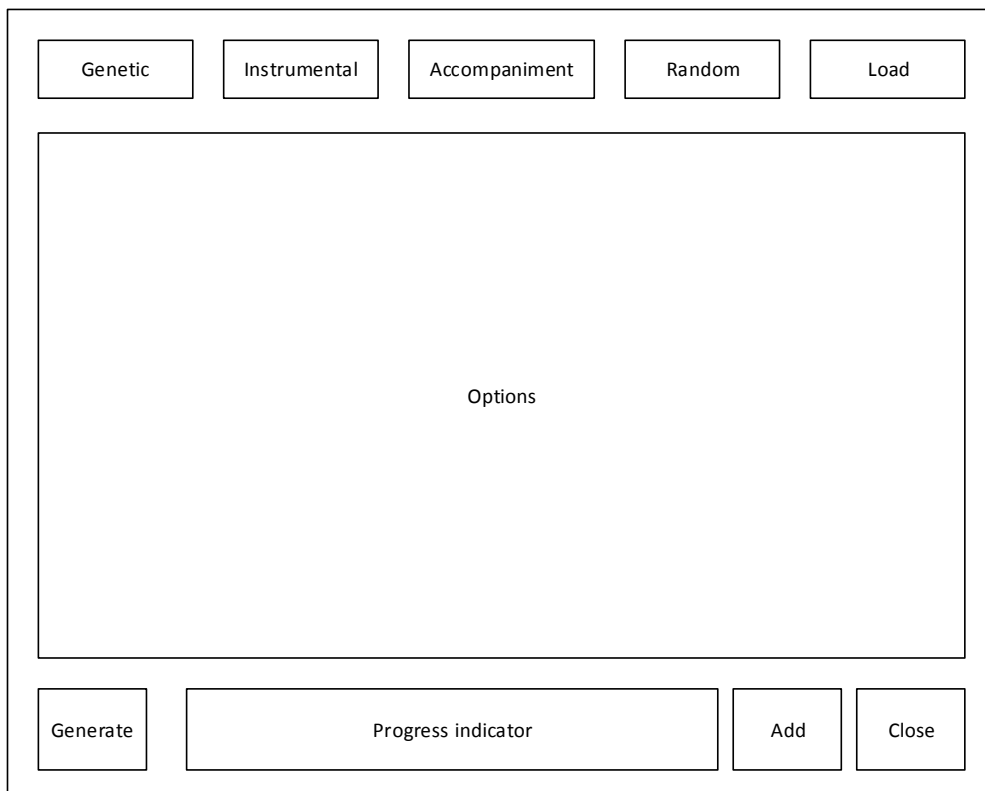 Genetic
Instrumental
Accompaniment
Random
Load
Options
Generate
Progress indicator
Add
Close